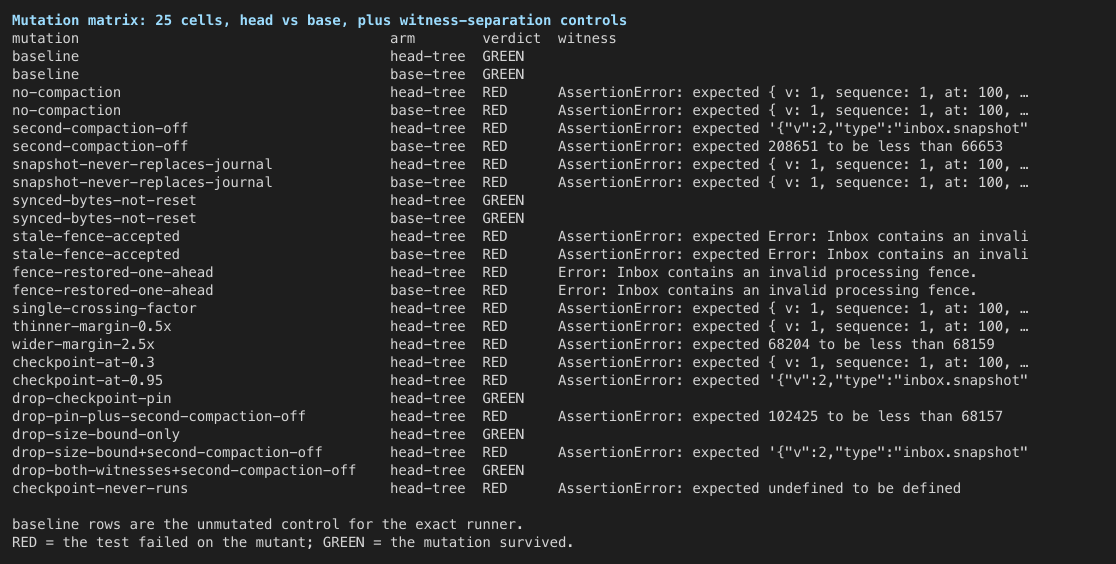 Mutation matrix: 25 cells, head vs base, plus witness-separation controls
mutation arm verdict witness
baseline head-tree GREEN
baseline base-tree GREEN
no-compaction head-tree RED AssertionError: expected { v: 1, sequence: 1, at: 100, …
no-compaction base-tree RED AssertionError: expected { v: 1, sequence: 1, at: 100, …
second-compaction-off head-tree RED AssertionError: expected '{"v":2,"type":"inbox.snapshot"
second-compaction-off base-tree RED AssertionError: expected 208651 to be less than 66653
snapshot-never-replaces-journal head-tree RED AssertionError: expected { v: 1, sequence: 1, at: 100, …
snapshot-never-replaces-journal base-tree RED AssertionError: expected { v: 1, sequence: 1, at: 100, …
synced-bytes-not-reset head-tree GREEN
synced-bytes-not-reset base-tree GREEN
stale-fence-accepted head-tree RED AssertionError: expected Error: Inbox contains an invali
stale-fence-accepted base-tree RED AssertionError: expected Error: Inbox contains an invali
fence-restored-one-ahead head-tree RED Error: Inbox contains an invalid processing fence.
fence-restored-one-ahead base-tree RED Error: Inbox contains an invalid processing fence.
single-crossing-factor head-tree RED AssertionError: expected { v: 1, sequence: 1, at: 100, …
thinner-margin-0.5x head-tree RED AssertionError: expected { v: 1, sequence: 1, at: 100, …
wider-margin-2.5x head-tree RED AssertionError: expected 68204 to be less than 68159
checkpoint-at-0.3 head-tree RED AssertionError: expected { v: 1, sequence: 1, at: 100, …
checkpoint-at-0.95 head-tree RED AssertionError: expected '{"v":2,"type":"inbox.snapshot"
drop-checkpoint-pin head-tree GREEN
drop-pin-plus-second-compaction-off head-tree RED AssertionError: expected 102425 to be less than 68157
drop-size-bound-only head-tree GREEN
drop-size-bound+second-compaction-off head-tree RED AssertionError: expected '{"v":2,"type":"inbox.snapshot"
drop-both-witnesses+second-compaction-off head-tree GREEN
checkpoint-never-runs head-tree RED AssertionError: expected undefined to be defined
baseline rows are the unmutated control for the exact runner.
RED = the test failed on the mutant; GREEN = the mutation survived.